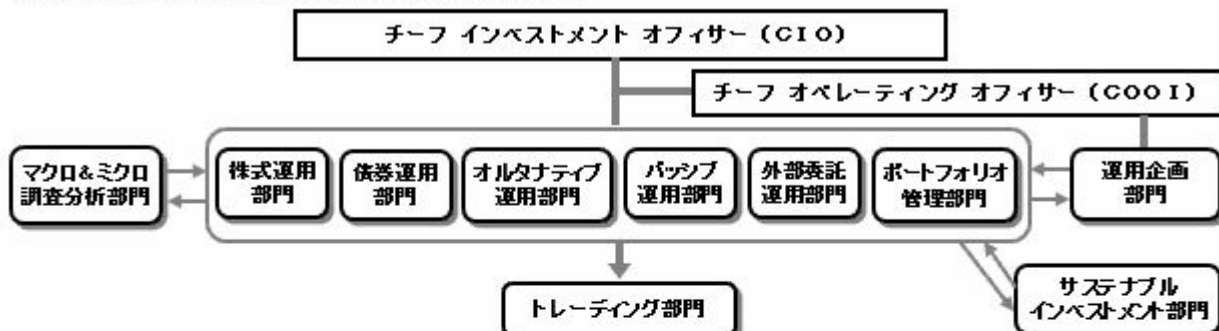 チーフ インベストメント オフィサー (CIO)
チーフ オペレーティング オフィサー (COO I)
マクロ&ミクロ
調査分析部門
株式運用
部門
債券運用
部門
オルタナティブ
運用部門
パッシブ
運用部門
外部委託
運用部門
ポートフォリオ
管理部門
運用企画
部門
トレーディング部門
サステナブル
インベストメント部門